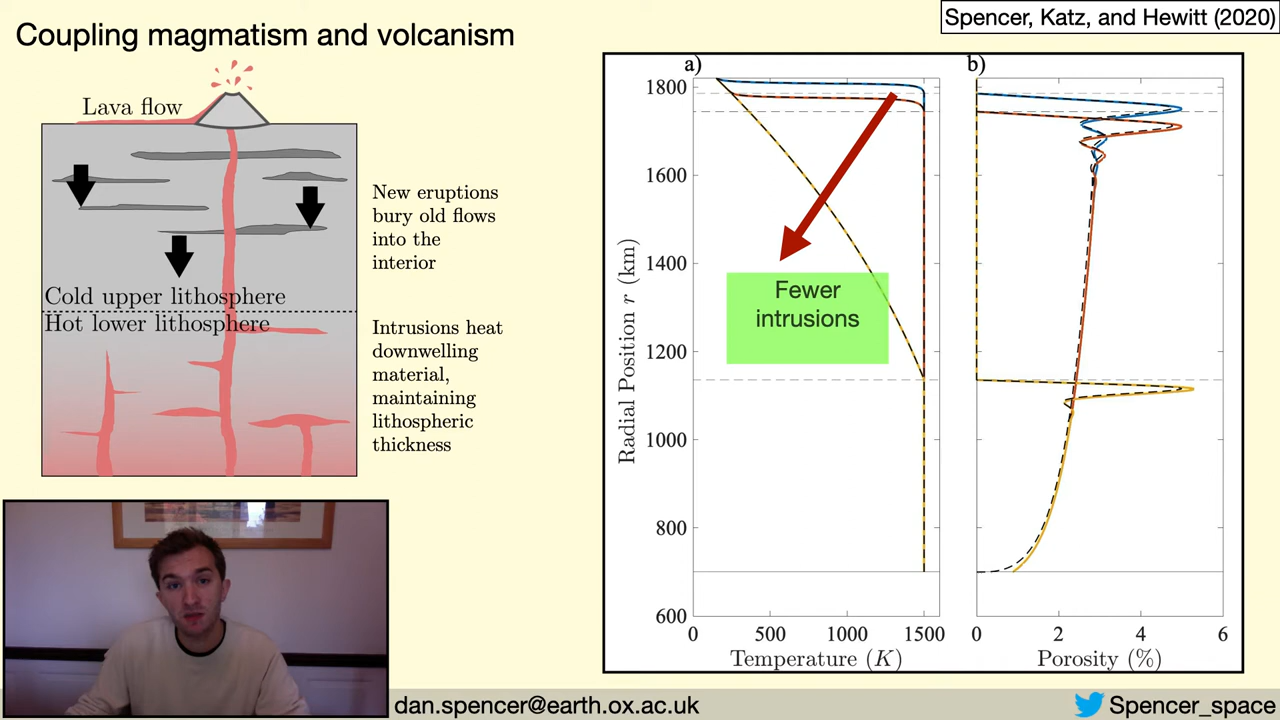 Coupling magmatism and volcanism
Spencer, Katz, and Hewitt (2020)
Lava flow
New eruptions
bury old flows
into the
interior
Cold upper lithosphere
Hot lower lithosphere
Intrusions heat
downwelling
material,
maintaining
lithospheric
thickness
a)
b)
1800
1600
1400
1200
1000
800
600
Radial Position r (km)
Fewer
intrusions
0 500 1000 1500
Temperature (K)
0 2 4 6
Porosity (%)
dan.spencer@earth.ox.ac.uk
Spencer_space